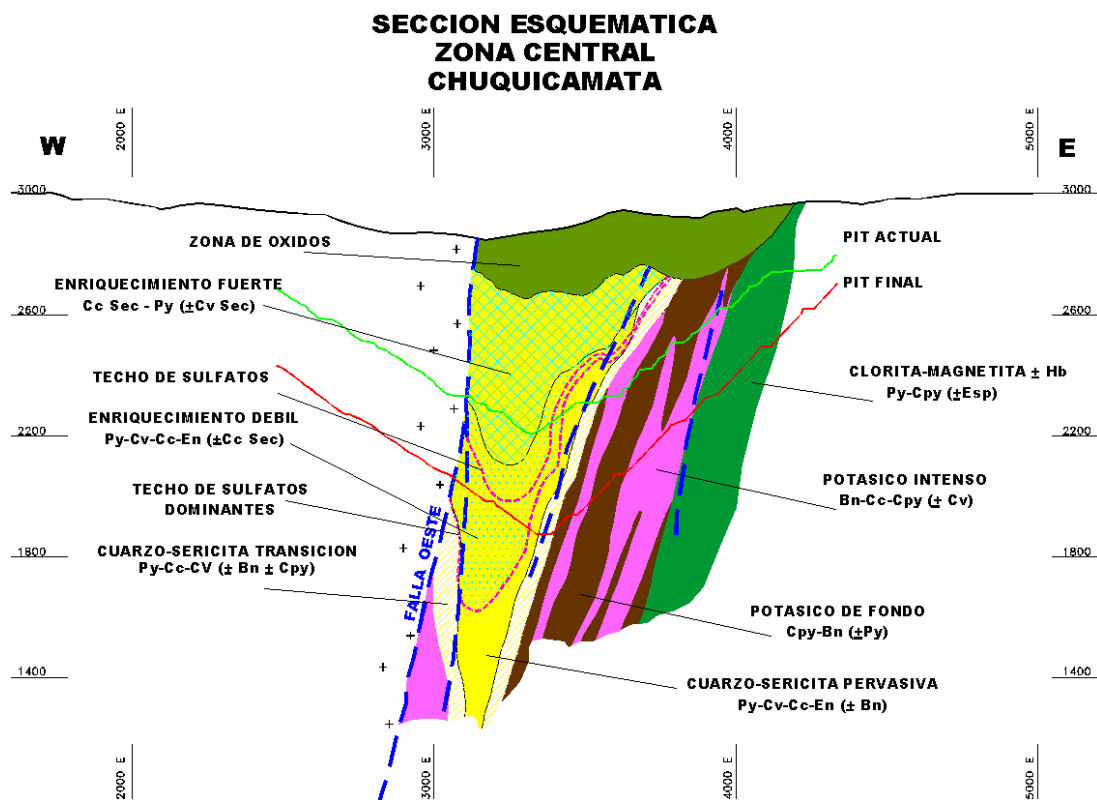 SECCION ESQUEMATICA
ZONA CENTRAL
CHUQUICAMATA
2000 E
3000 E
4000 E
5000 E
W
E
3000
3000
ZONA DE OXIDOS
PIT ACTUAL
ENRIQUECIMIENTO FUERTE
Cc Sec - Py (±Cv Sec)
PIT FINAL
2600
2600
TECHO DE SULFATOS
CLORITA-MAGNETITA ± Hb
Py-Cpy (±Esp)
ENRIQUECIMIENTO DEBIL
Py-Cv-Cc-En (±Cc Sec)
2200
2200
TECHO DE SULFATOS
DOMINANTES
POTASICO INTENSO
Bn-Cc-Cpy (± Cv)
CUARZO-SERICITA TRANSICION
Py-Cc-CV (± Bn ± Cpy)
FALLA OESTE
1800
1800
POTASICO DE FONDO
Cpy-Bn (±Py)
1400
1400
CUARZO-SERICITA PERVASIVA
Py-Cv-Cc-En (± Bn)
2000 E
3000 E
4000 E
5000 E